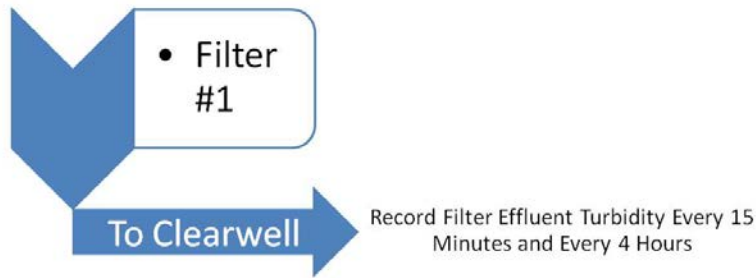 • Filter
#1
To Clearwell
Record Filter Effluent Turbidity Every 15
Minutes and Every 4 Hours